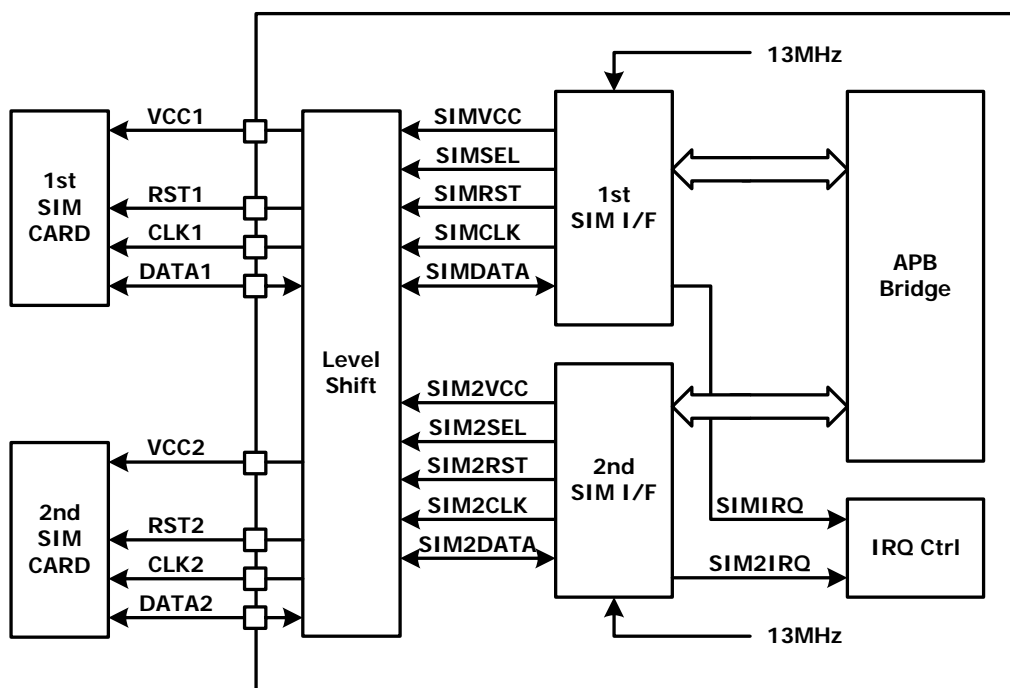 13MHz
VCC1
SIMVCC
SIMSEL
1st
SIM
CARD
RST1
SIMRST
1st
SIM I/F
CLK1
SIMCLK
DATA1
SIMDATA
APB
Bridge
Level
Shift
SIM2VCC
VCC2
SIM2SEL
SIM2RST
2nd
SIM I/F
2nd
SIM
CARD
RST2
SIM2CLK
SIMIRQ
CLK2
SIM2DATA
IRQ Ctrl
SIM2IRQ
DATA2
13MHz